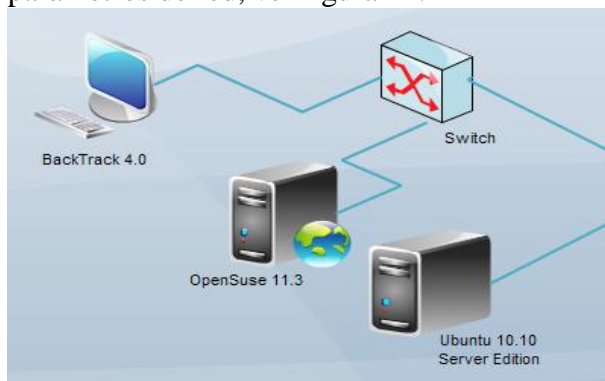 BackTrack 4.0
Switch
OpenSuse 11.3
Ubuntu 10.10
Server Edition